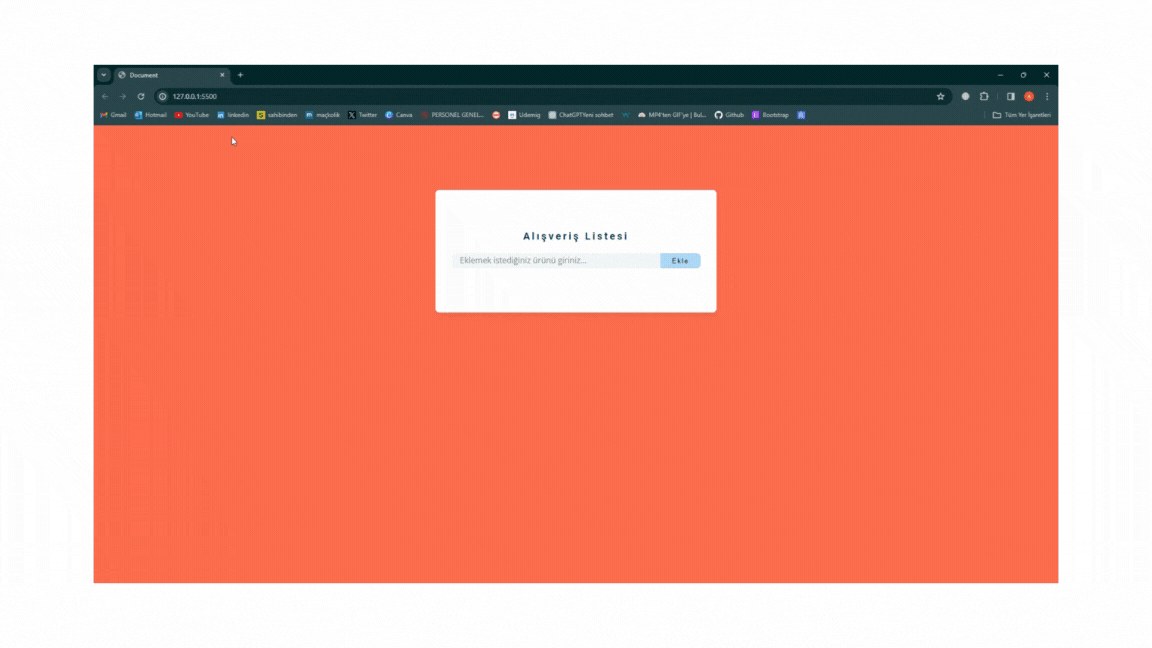 Document
127.0.0.1:5500
Gmail Hotmail YouTube linkedin sahibinden maçkolik Twitter Canva PERSONEL GENEL... Udemig ChatGPTYeni sohbet MP4'ten GIF'ye | Bul... Github Bootstrap Tüm Yer İşaretleri
Alışveriş Listesi
Eklemek istediğiniz ürünü giriniz... Ekle